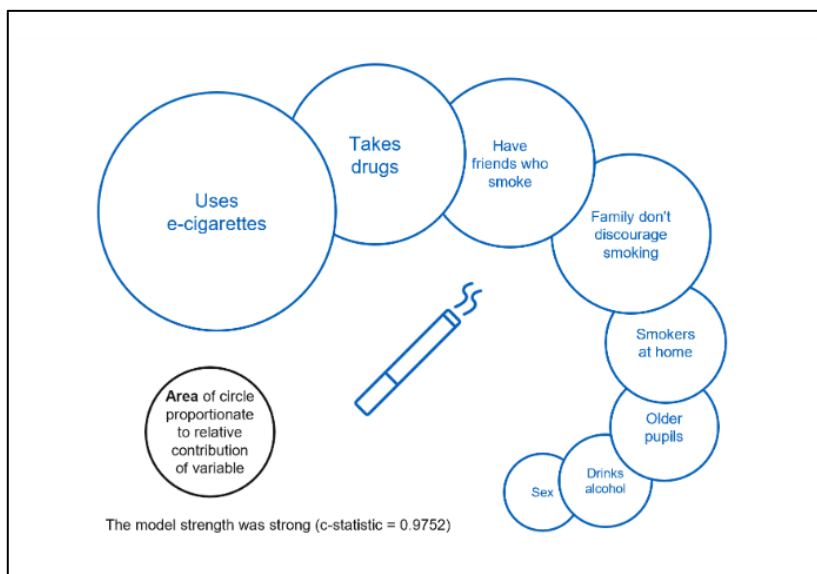 Uses
e-cigarettes
Takes
drugs
Have
friends who
smoke
Family don't
discourage
smoking
Smokers
at home
Older
pupils
Drinks
alcohol
Sex
Area of circle
proportionate
to relative
contribution
of variable
The model strength was strong (c-statistic = 0.9752)